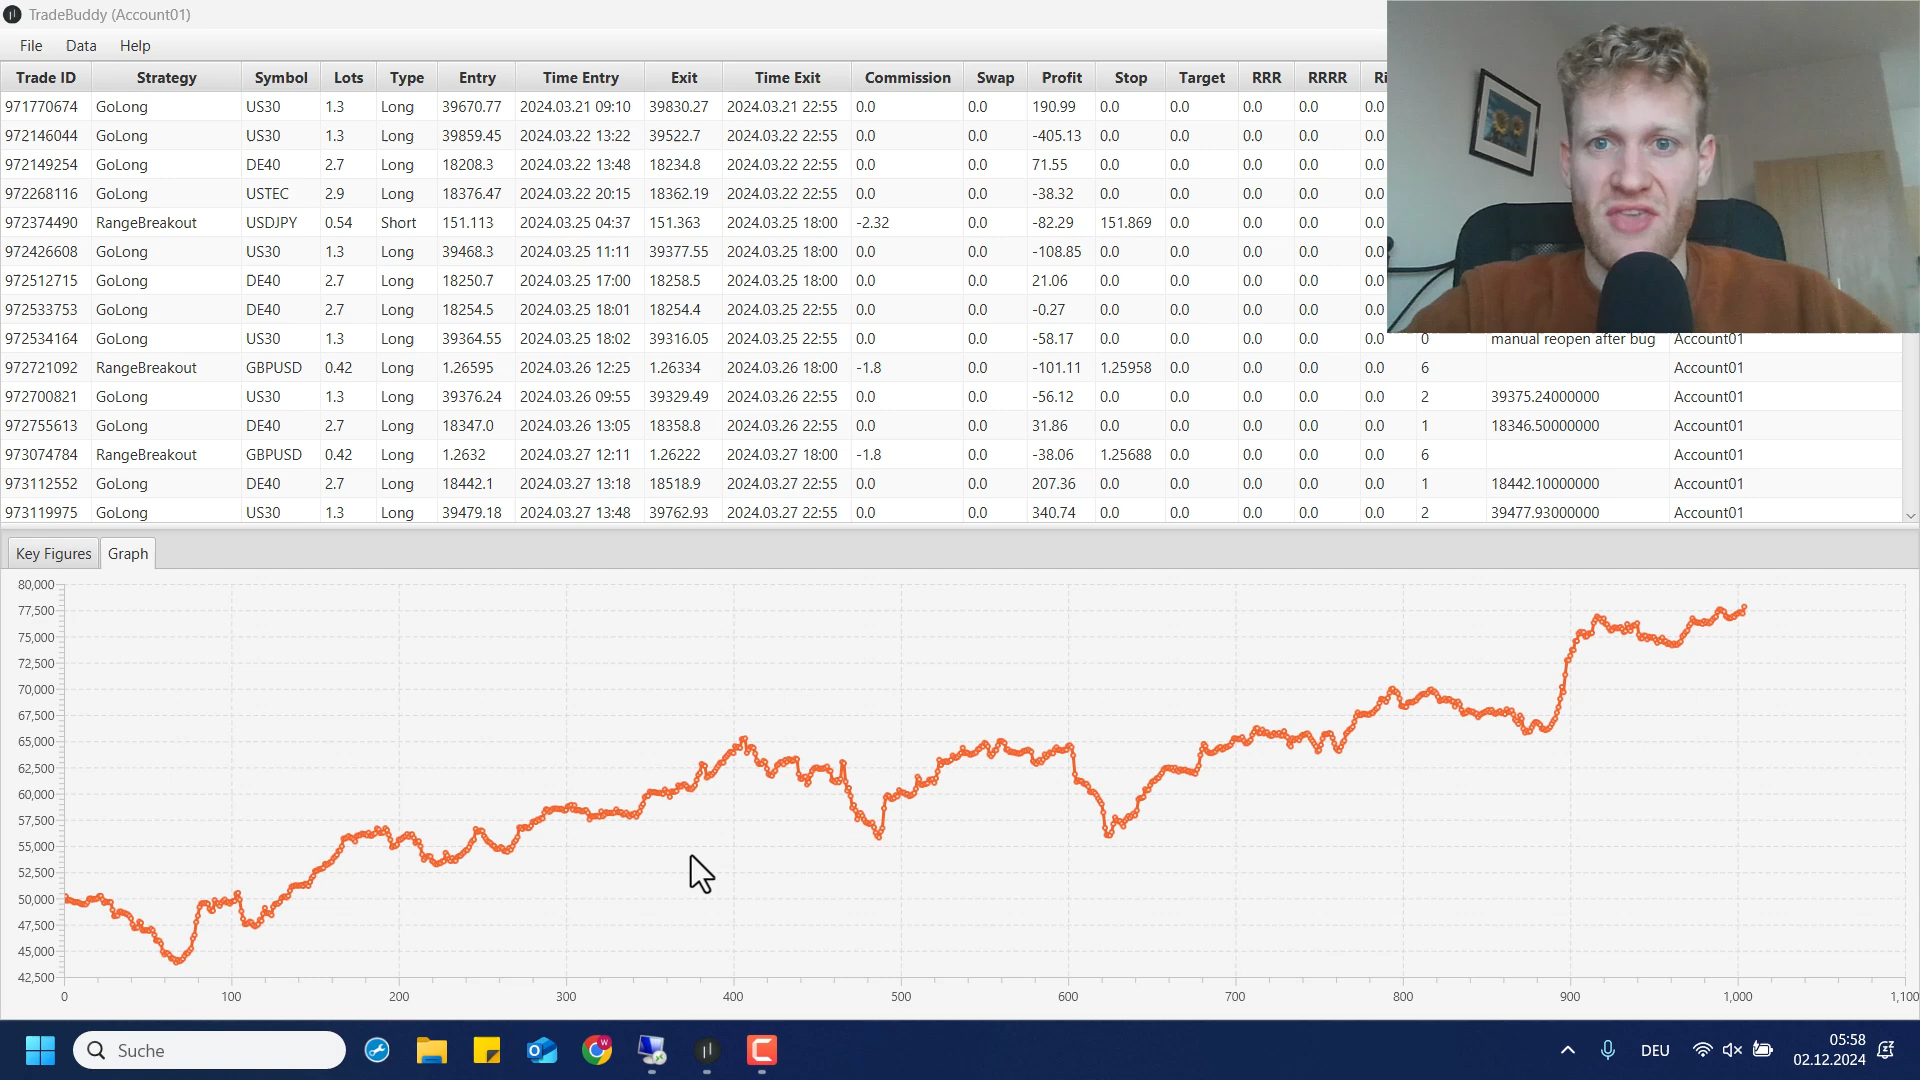 TradeBuddy (Account01)
File Data Help
Trade ID Strategy Symbol Lots Type Entry Time Entry Exit Time Exit Commission Swap Profit Stop Target RRR RRRR Ri
971770674 GoLong US30 1.3 Long 39670.77 2024.03.21 09:10 39830.27 2024.03.21 22:55 0.0 0.0 190.99 0.0 0.0 0.0 0.0 0.0
972146044 GoLong US30 1.3 Long 39859.45 2024.03.22 13:22 39522.7 2024.03.22 22:55 0.0 0.0 -405.13 0.0 0.0 0.0 0.0 0.0
972149254 GoLong DE40 2.7 Long 18208.3 2024.03.22 13:48 18234.8 2024.03.22 22:55 0.0 0.0 71.55 0.0 0.0 0.0 0.0 0.0
972268116 GoLong USTEC 2.9 Long 18376.47 2024.03.22 20:15 18362.19 2024.03.22 22:55 0.0 0.0 -38.32 0.0 0.0 0.0 0.0 0.0
972374490 RangeBreakout USDJPY 0.54 Short 151.113 2024.03.25 04:37 151.363 2024.03.25 18:00 -2.32 0.0 -82.29 151.869 0.0 0.0 0.0 0.0
972426608 GoLong US30 1.3 Long 39468.3 2024.03.25 11:11 39377.55 2024.03.25 18:00 0.0 0.0 -108.85 0.0 0.0 0.0 0.0 0.0
972512715 GoLong DE40 2.7 Long 18250.7 2024.03.25 17:00 18258.5 2024.03.25 18:00 0.0 0.0 21.06 0.0 0.0 0.0 0.0 0.0
972533753 GoLong DE40 2.7 Long 18254.5 2024.03.25 18:01 18254.4 2024.03.25 22:55 0.0 0.0 -0.27 0.0 0.0 0.0 0.0 0.0
972534164 GoLong US30 1.3 Long 39364.55 2024.03.25 18:02 39316.05 2024.03.25 22:55 0.0 0.0 -58.17 0.0 0.0 0.0 0.0 0.0 0 manual reopen after bug Account01
972721092 RangeBreakout GBPUSD 0.42 Long 1.26595 2024.03.26 12:25 1.26334 2024.03.26 18:00 -1.8 0.0 -101.11 1.25958 0.0 0.0 0.0 0.0 6 Account01
972700821 GoLong US30 1.3 Long 39376.24 2024.03.26 09:55 39329.49 2024.03.26 22:55 0.0 0.0 -56.12 0.0 0.0 0.0 0.0 0.0 2 39375.24000000 Account01
972755613 GoLong DE40 2.7 Long 18347.0 2024.03.26 13:05 18358.8 2024.03.26 22:55 0.0 0.0 31.86 0.0 0.0 0.0 0.0 0.0 1 18346.50000000 Account01
973074784 RangeBreakout GBPUSD 0.42 Long 1.2632 2024.03.27 12:11 1.26222 2024.03.27 18:00 -1.8 0.0 -38.06 1.25688 0.0 0.0 0.0 0.0 6 Account01
973112552 GoLong DE40 2.7 Long 18442.1 2024.03.27 13:18 18518.9 2024.03.27 22:55 0.0 0.0 207.36 0.0 0.0 0.0 0.0 0.0 1 18442.10000000 Account01
973119975 GoLong US30 1.3 Long 39479.18 2024.03.27 13:48 39762.93 2024.03.27 22:55 0.0 0.0 340.74 0.0 0.0 0.0 0.0 0.0 2 39477.93000000 Account01
Key Figures Graph
80,000
77,500
75,000
72,500
70,000
67,500
65,000
62,500
60,000
57,500
55,000
52,500
50,000
47,500
45,000
42,500
0 100 200 300 400 500 600 700 800 900 1,000 1,100
Suche
DEU
05:58
02.12.2024